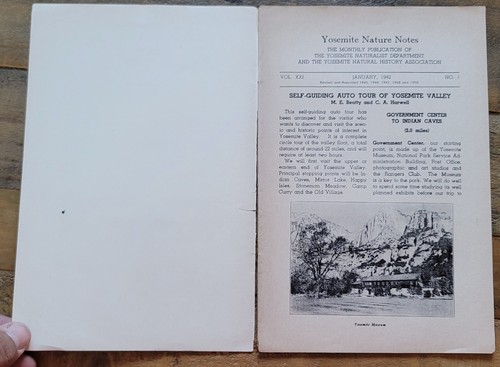 Yosemite Nature Notes
THE MONTHLY PUBLICATION OF
THE YOSEMITE NATURALIST DEPARTMENT
AND THE YOSEMITE NATURAL HISTORY ASSOCIATION
VOL. XXI JANUARY, 1942 NO. 1
SELF-GUIDING AUTO TOUR OF YOSEMITE VALLEY
M. E. Beatty and C. A. Harwell
This self-guiding auto tour has
been arranged for the visitor who
wants to discover and visit the scen-
ic and historic points of interest in
Yosemite Valley. It is a complete
circle tour of the valley floor, a total
distance of around 22 miles, and will
require at least two hours.
We will first visit the upper or
eastern end of Yosemite Valley.
Principal stopping points will be In-
dian Caves, Mirror Lake, Happy
Isles, Stoneman Meadow, Camp
Curry and the Old Village.
GOVERNMENT CENTER
TO INDIAN CAVES
(2.0 miles)
Government Center, our starting
point, is made up of the Yosemite
Museum, National Park Service Ad-
ministration Building, Post Office,
photographic and art studios and
the Rangers Club. The Museum
is a key to the park. We will do well
to spend some time studying its well
planned exhibits before our trip to
Yosemite Museum